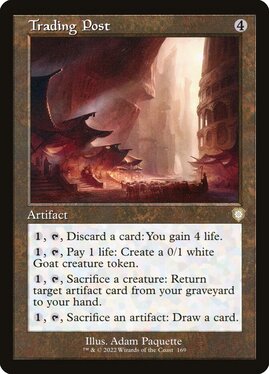 Trading Post 4
Artifact
1, T, Discard a card: You gain 4 life.
1, T, Pay 1 life: Create a 0/1 white
Goat creature token.
1, T, Sacrifice a creature: Return
target artifact card from your graveyard
to your hand.
1, T, Sacrifice an artifact: Draw a card.
Illus. Adam Paquette
™ & © 2022 Wizards of the Coast 169